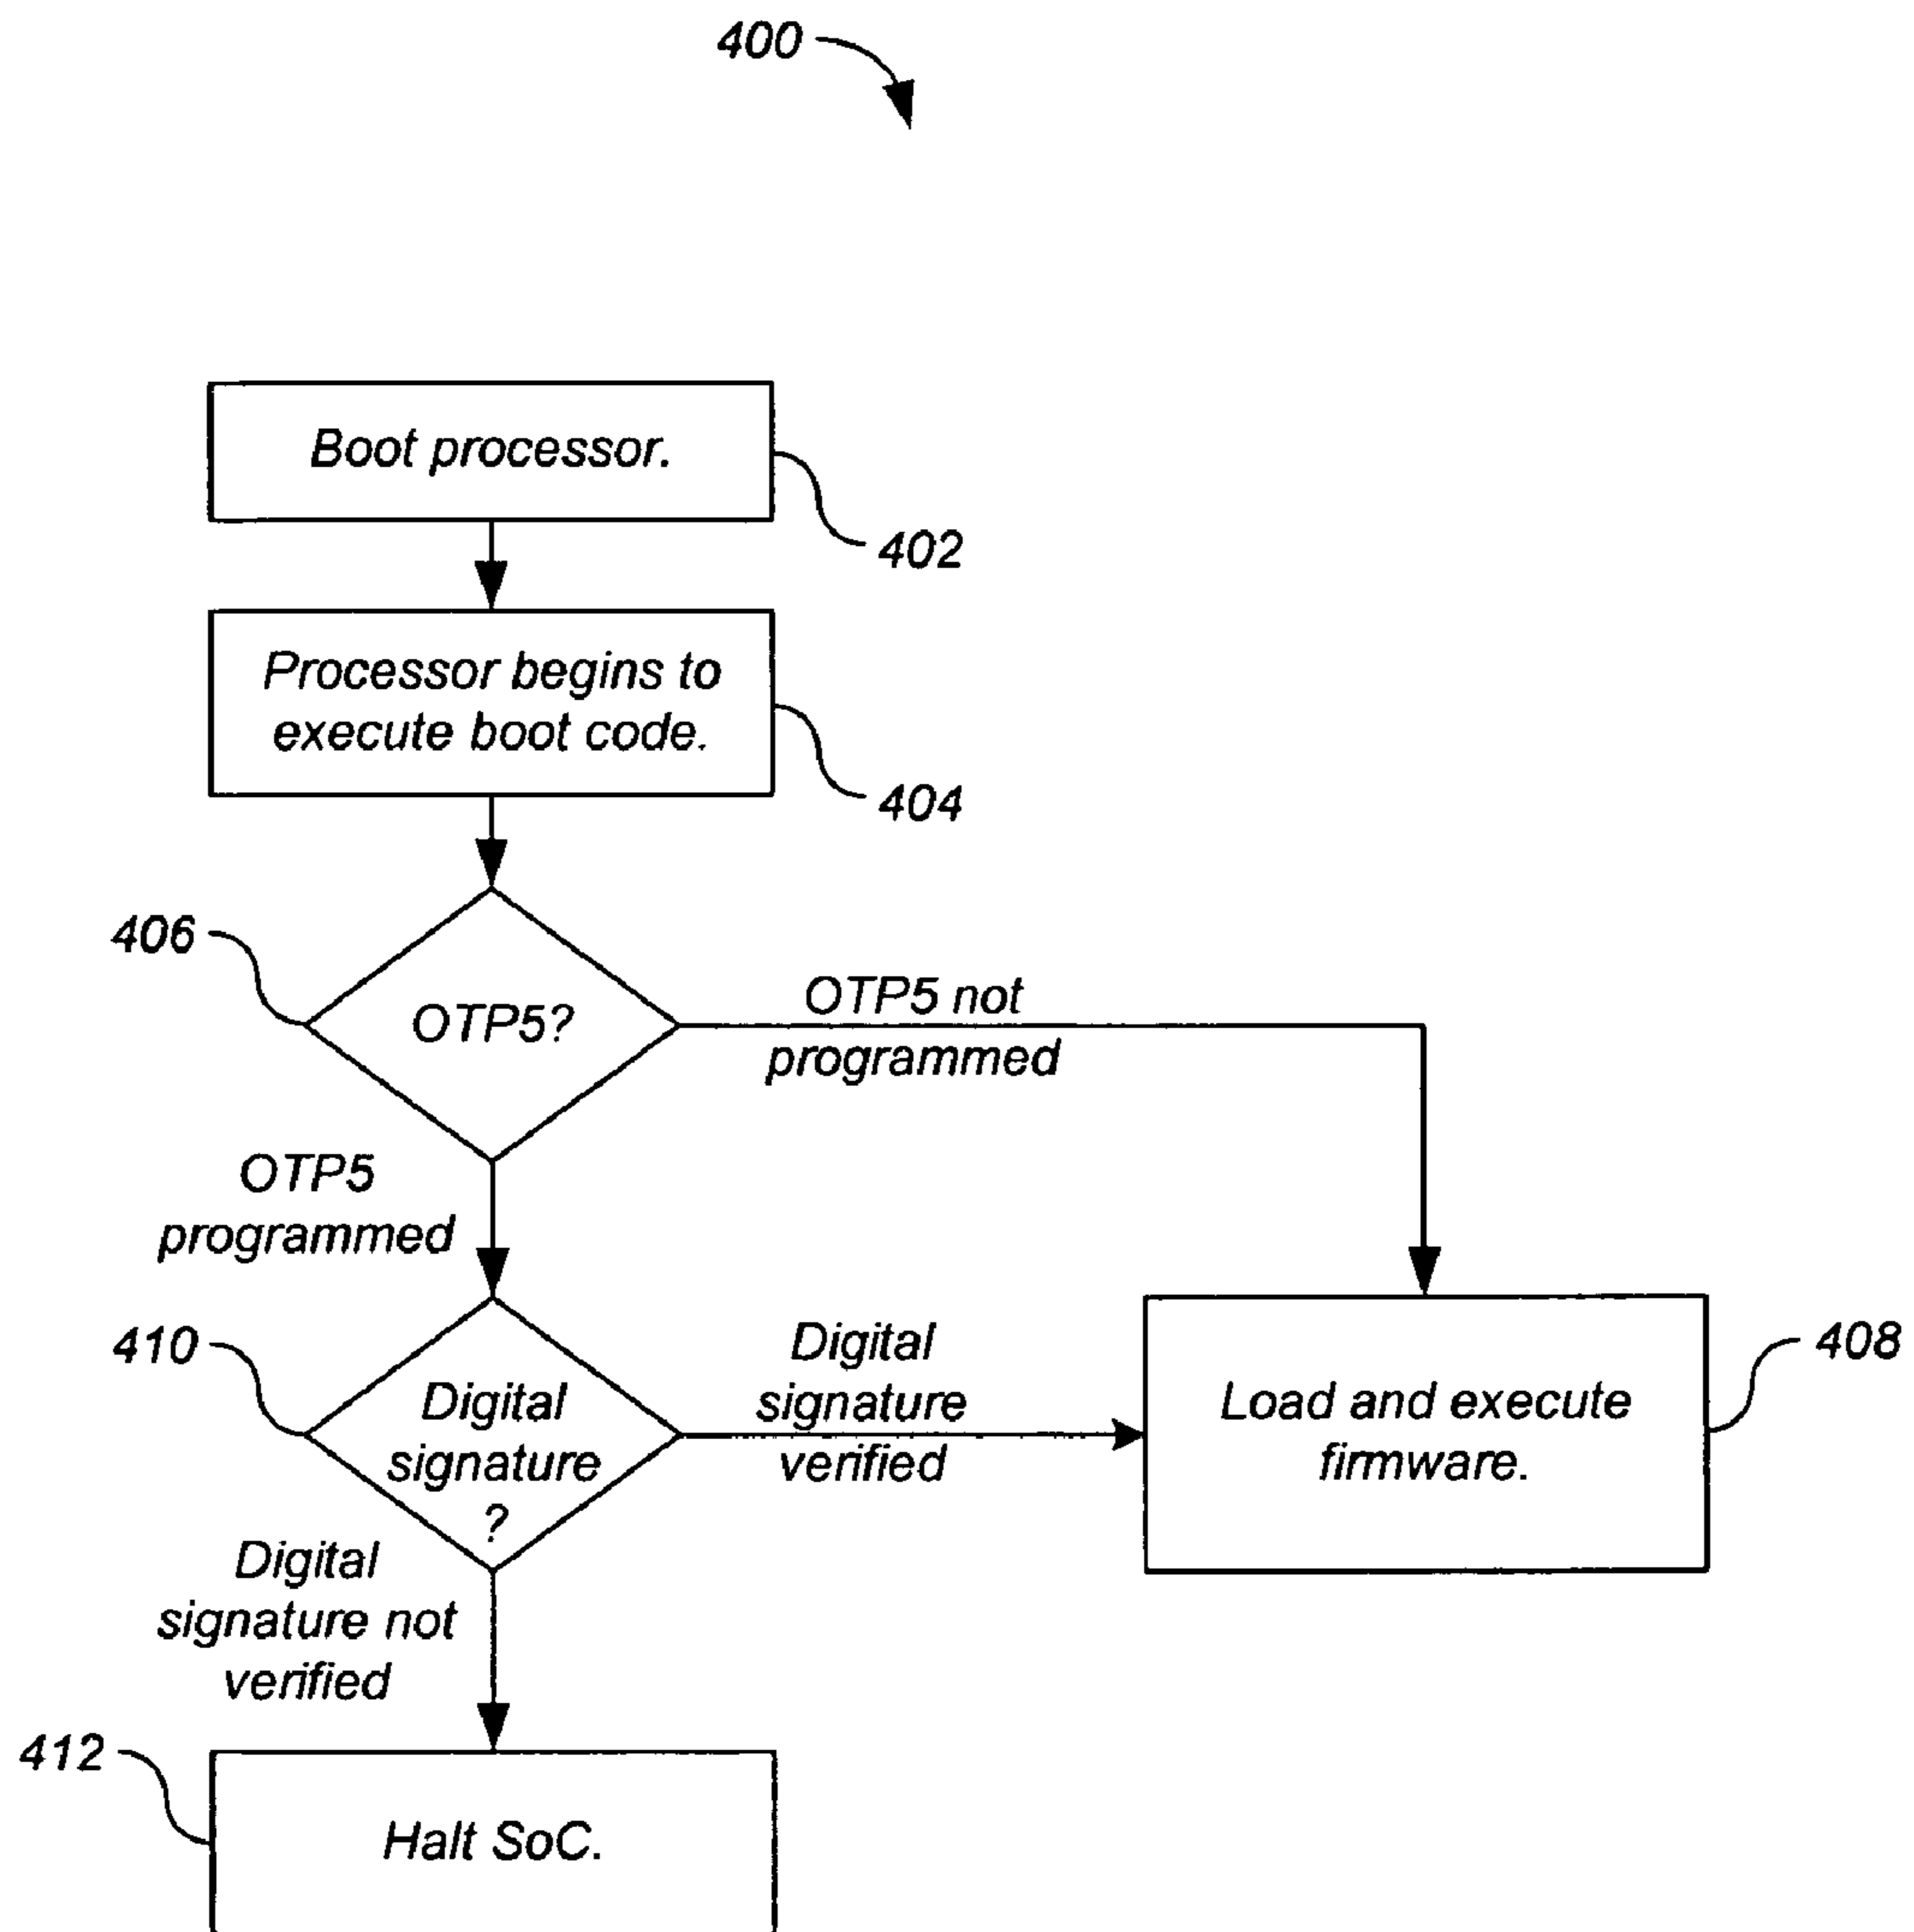 400
Boot processor.
402
Processor begins to
execute boot code.
404
406
OTP5?
OTP5 not
programmed
OTP5
programmed
410
Digital
signature
?
Digital
signature
verified
408
Load and execute
firmware.
Digital
signature not
verified
412
Halt SoC.